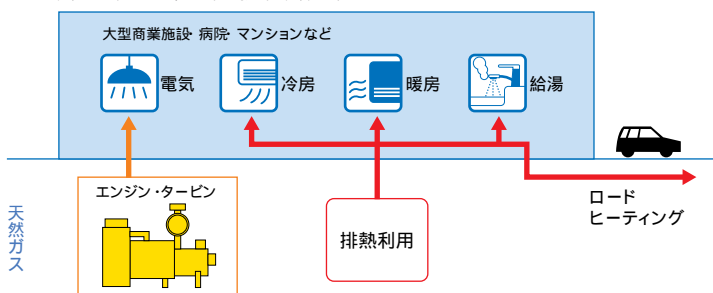 大型商業施設・病院・マンションなど
電気
冷房
暖房
給湯
エンジン・タービン
天然ガス
排熱利用
ロード
ヒーティング